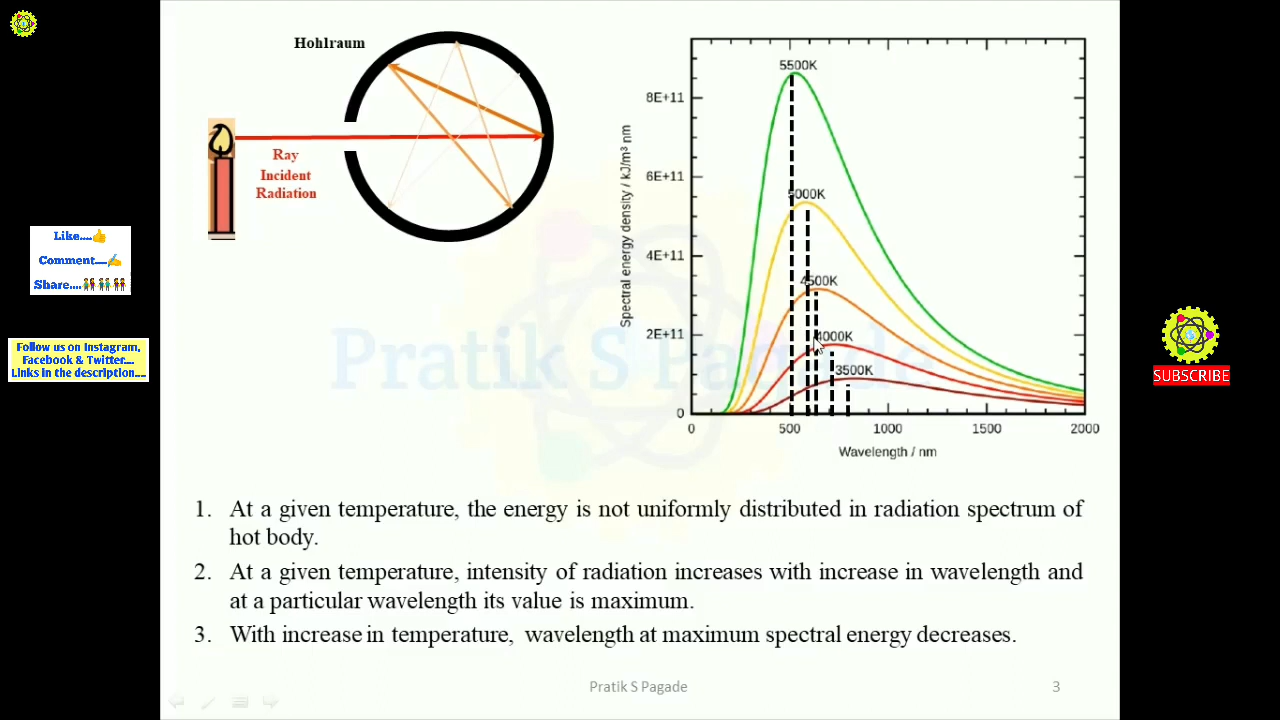 Hohlraum
Ray
Incident
Radiation
Like....👍
Comment....✍
Share....👫👫👫
Follow us on Instagram,
Facebook & Twitter....
Links in the description....
5500K
5000K
4500K
4000K
3500K
8E+11
6E+11
4E+11
2E+11
0
Spectral energy density / kJ/m³ nm
0 500 1000 1500 2000
Wavelength / nm
Pratik S Pagade
SUBSCRIBE
1. At a given temperature, the energy is not uniformly distributed in radiation spectrum of
hot body.
2. At a given temperature, intensity of radiation increases with increase in wavelength and
at a particular wavelength its value is maximum.
3. With increase in temperature, wavelength at maximum spectral energy decreases.
Pratik S Pagade
3